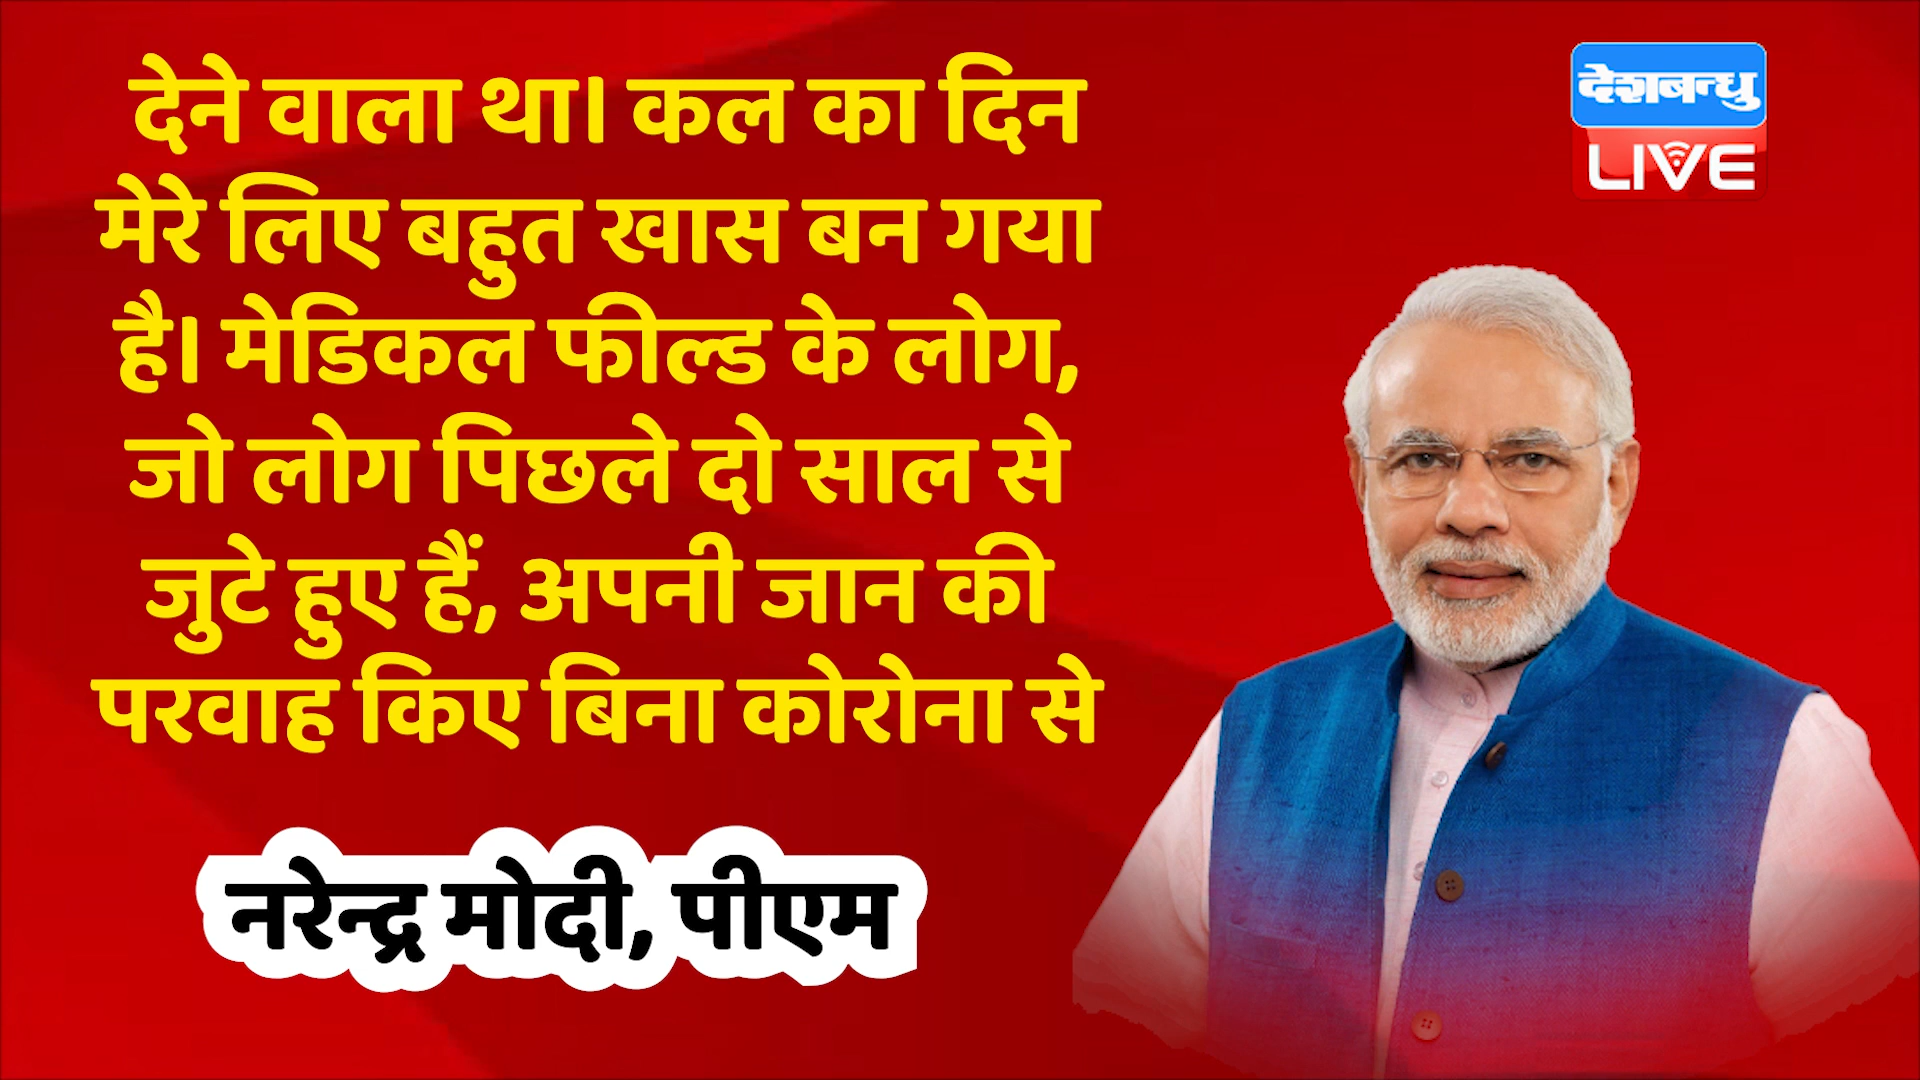 देने वाला था। कल का दिन
मेरे लिए बहुत खास बन गया
है। मेडिकल फील्ड के लोग,
जो लोग पिछले दो साल से
जुटे हुए हैं, अपनी जान की
परवाह किए बिना कोरोना से
नरेन्द्र मोदी, पीएम
देशबन्धु
LIVE